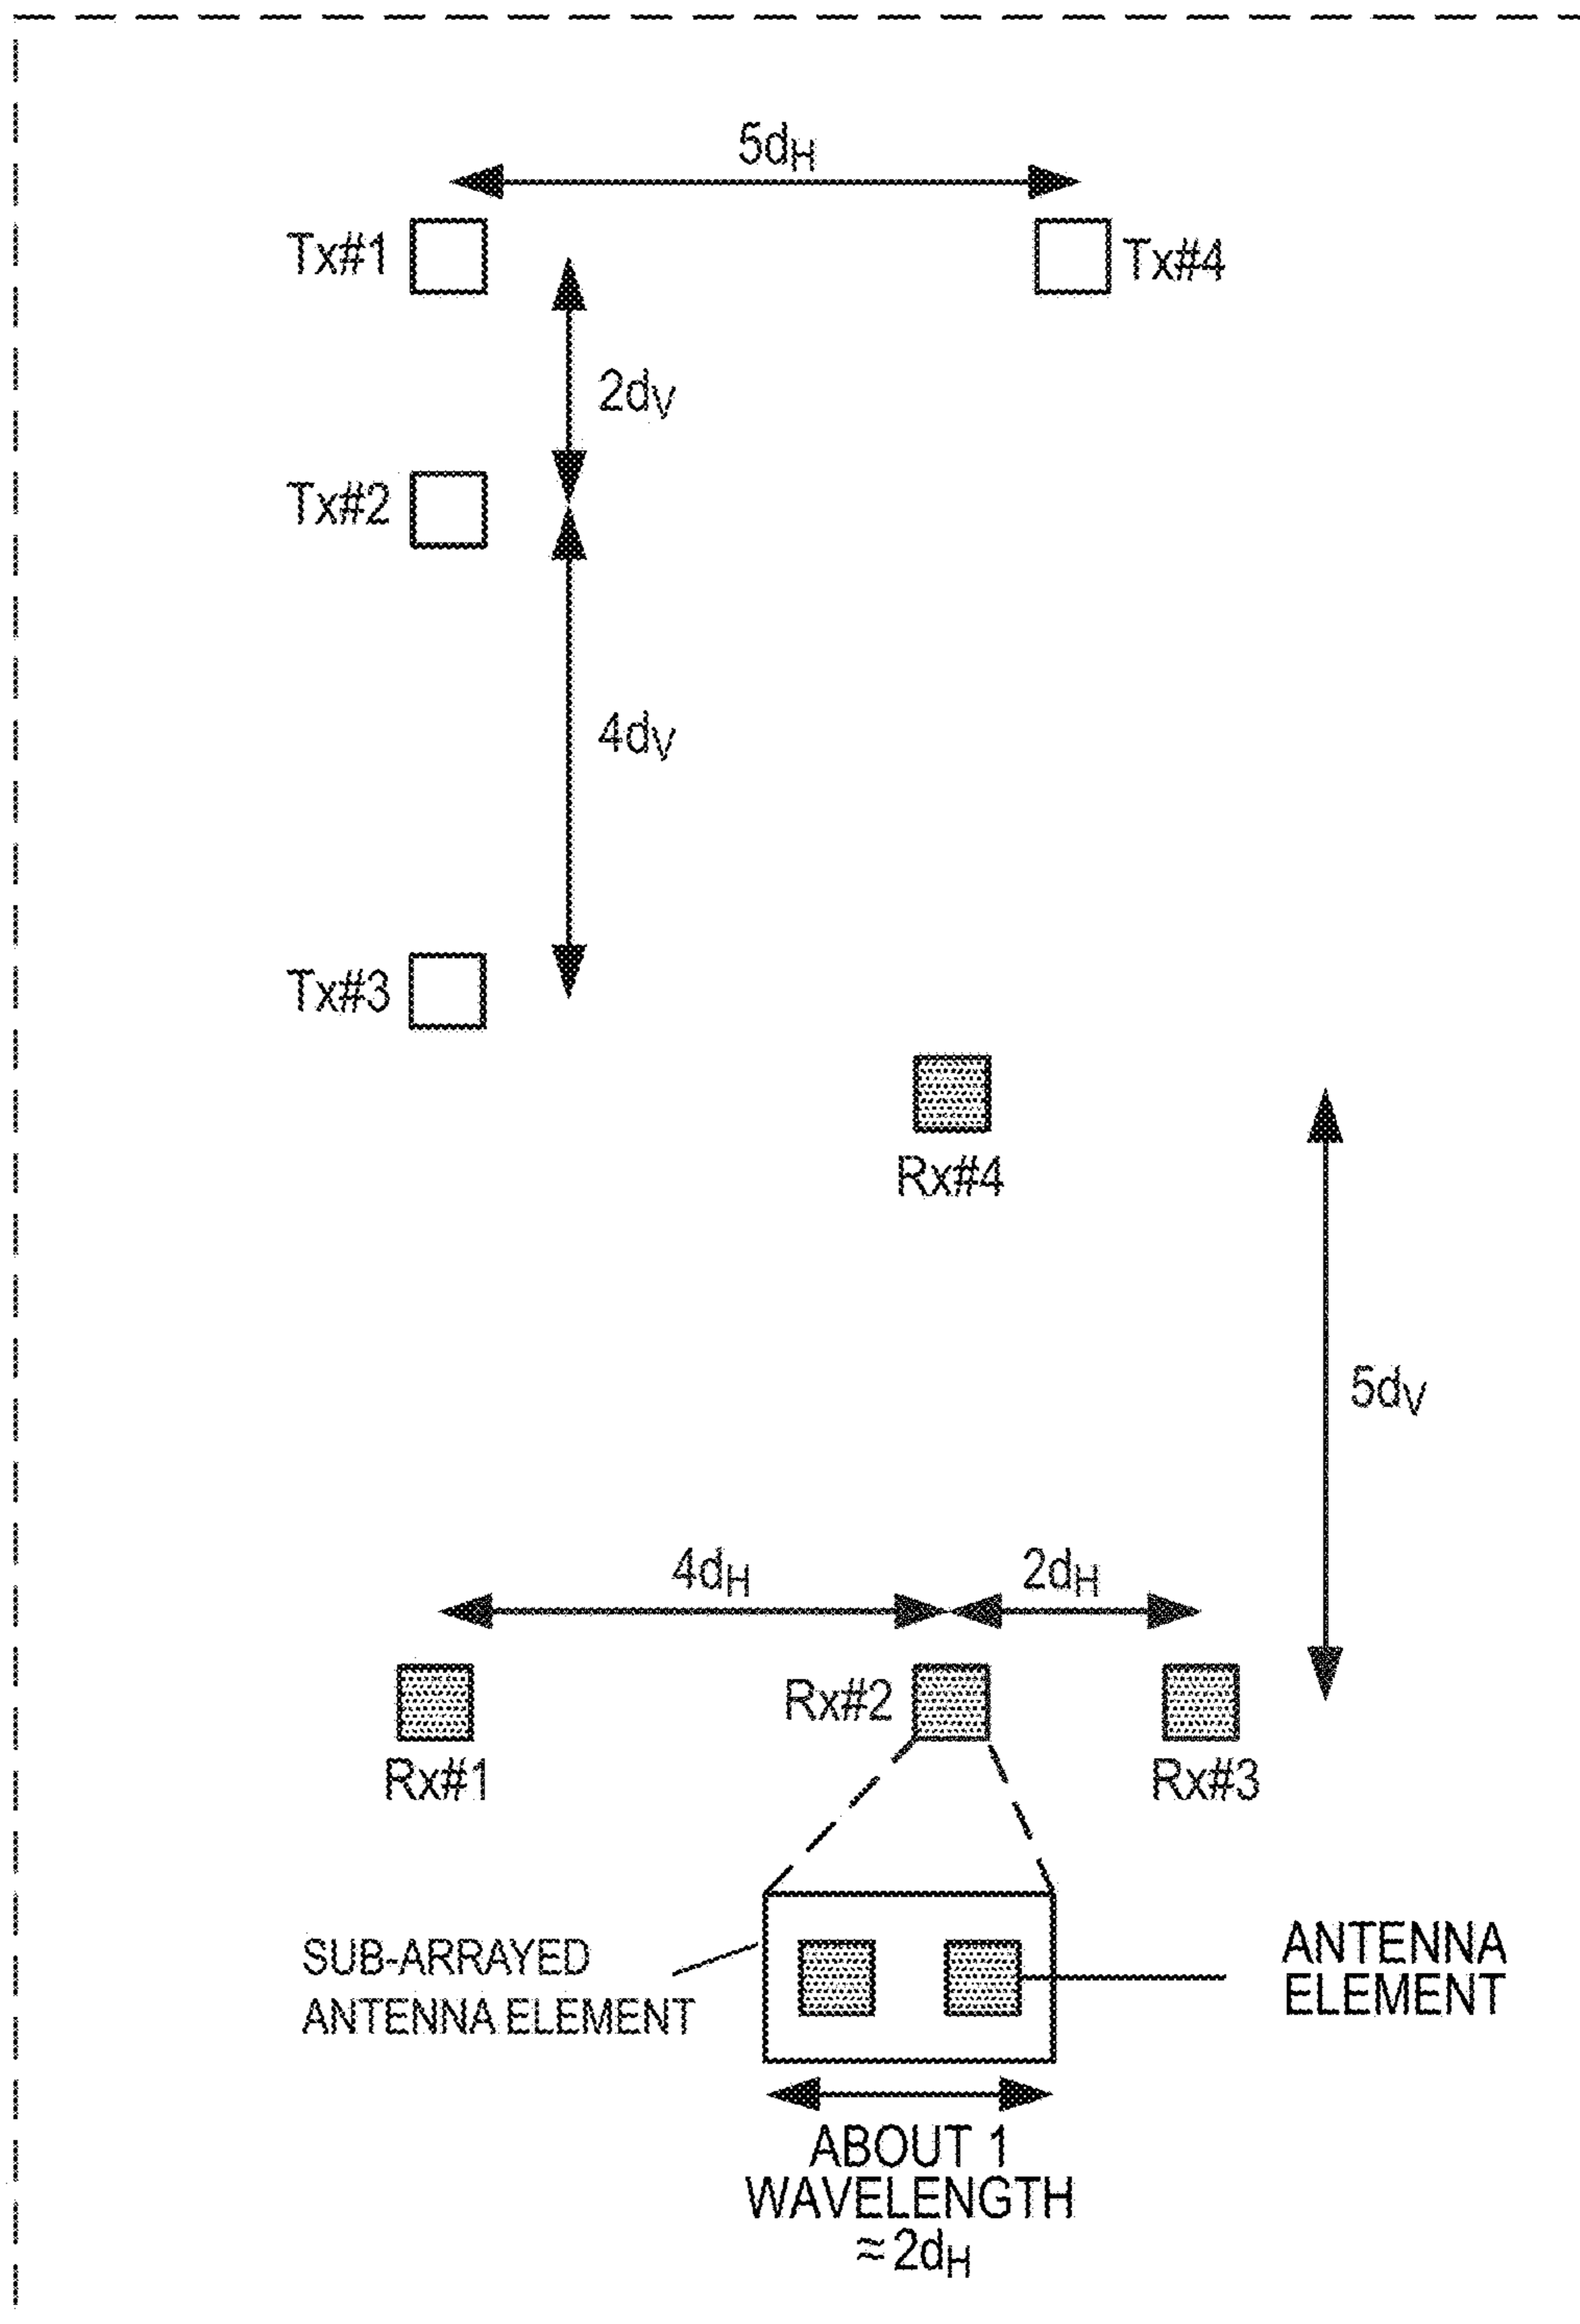 5dH
Tx#1
Tx#4
2dV
Tx#2
4dV
Tx#3
Rx#4
5dV
4dH
2dH
Rx#2
Rx#1
Rx#3
SUB-ARRAYED
ANTENNA ELEMENT
ANTENNA
ELEMENT
ABOUT 1
WAVELENGTH
≈ 2dH